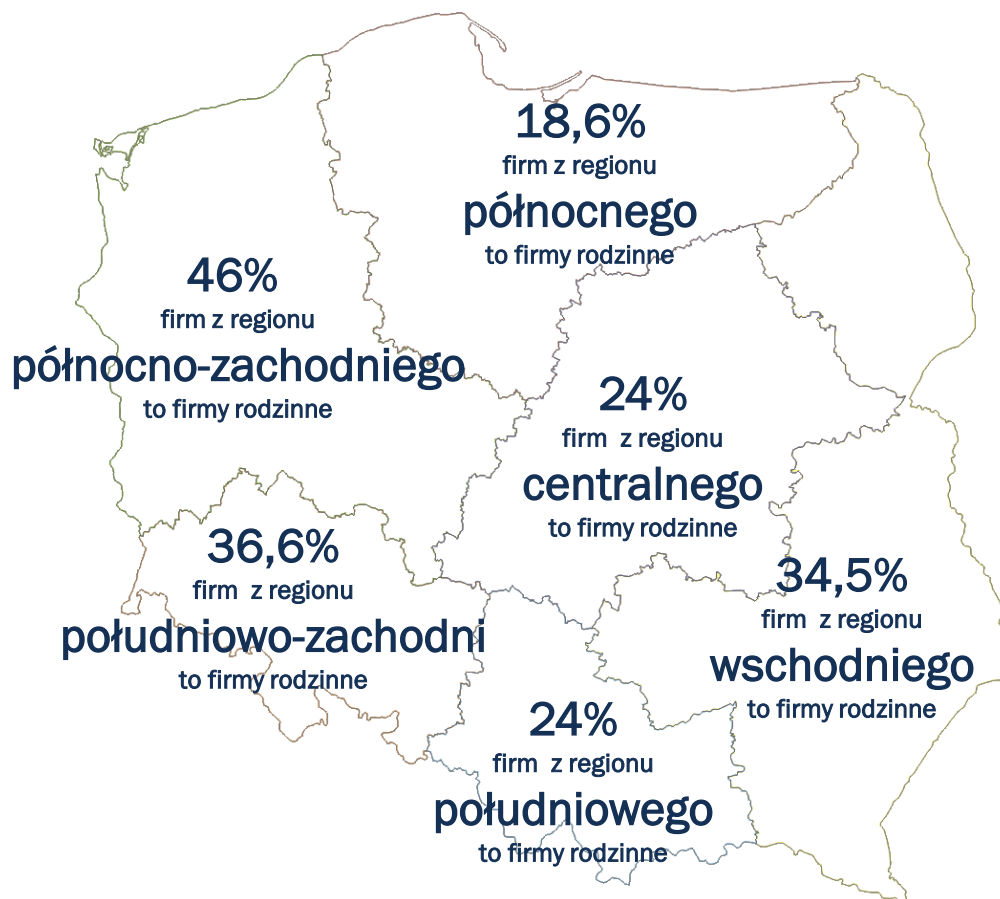 18,6%
firm z regionu
północnego
to firmy rodzinne
46%
firm z regionu
północno-zachodniego
to firmy rodzinne
24%
firm z regionu
centralnego
to firmy rodzinne
36,6%
firm z regionu
południowo-zachodni
to firmy rodzinne
34,5%
firm z regionu
wschodniego
to firmy rodzinne
24%
firm z regionu
południowego
to firmy rodzinne